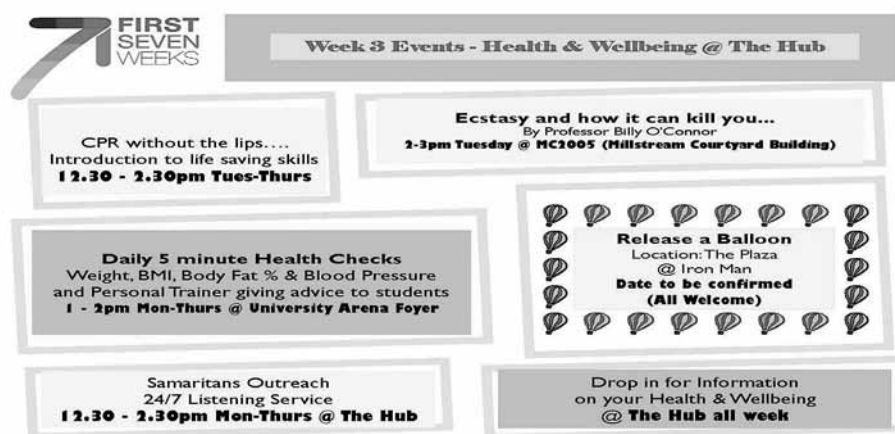 7
FIRST
SEVEN
WEEKS
Week 3 Events - Health & Wellbeing @ The Hub
CPR without the lips....
Introduction to life saving skills
12.30 - 2.30pm Tues-Thurs
Ecstasy and how it can kill you...
By Professor Billy O'Connor
2-3pm Tuesday @ MC2005 (Millstream Courtyard Building)
Daily 5 minute Health Checks
Weight, BMI, Body Fat % & Blood Pressure
and Personal Trainer giving advice to students
1 - 2pm Mon-Thurs @ University Arena Foyer
Release a Balloon
Location: The Plaza
@ Iron Man
Date to be confirmed
(All Welcome)
Samaritans Outreach
24/7 Listening Service
12.30 - 2.30pm Mon-Thurs @ The Hub
Drop in for Information
on your Health & Wellbeing
@ The Hub all week